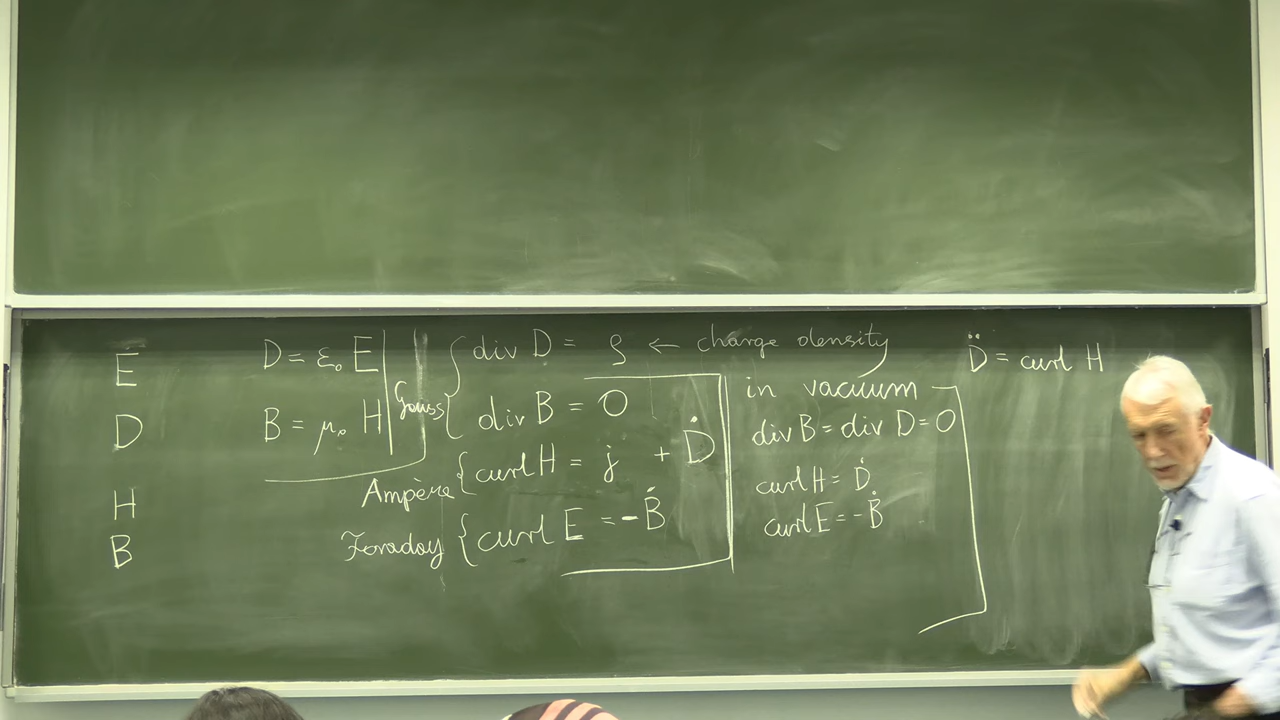 E
D
H
B
D = ε₀ E
B = μ₀ H
Gauss { div D = ρ ← charge density
div B = 0
Ampère { curl H = j + Ḋ
Faraday { curl E = -Ḃ
in vacuum
div B = div D = 0
curl H = Ḋ
curl E = -Ḃ
D̈ = curl H